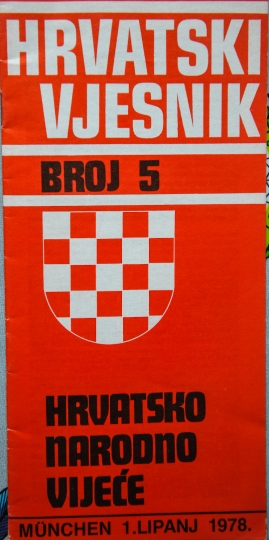 HRVATSKI
VJESNIK
BROJ 5
HRVATSKO
NARODNO
VIJEĆE
MÜNCHEN 1.LIPANJ 1978.